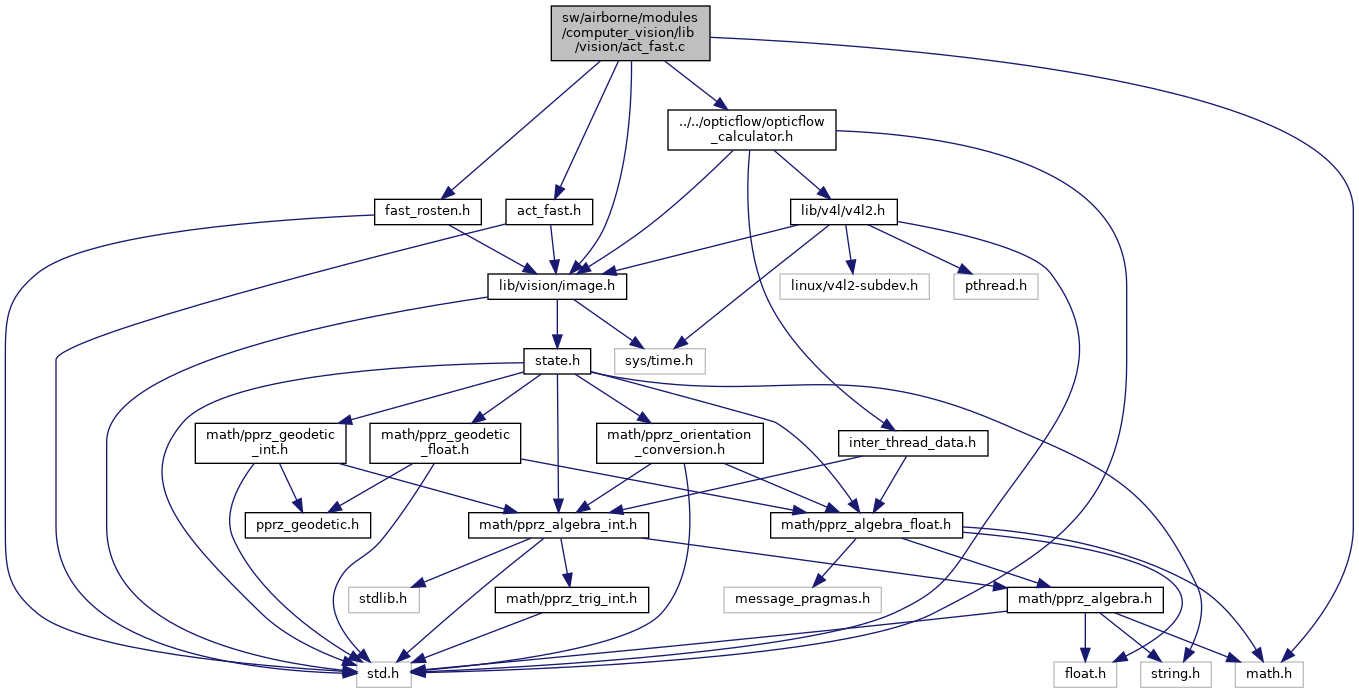 sw/airborne/modules
/computer_vision/lib
/vision/act_fast.c
../../opticflow/opticflow
_calculator.h
fast_rosten.h
act_fast.h
lib/v4l/v4l2.h
lib/vision/image.h
linux/v4l2-subdev.h
pthread.h
state.h
sys/time.h
math/pprz_geodetic
_int.h
math/pprz_geodetic
_float.h
math/pprz_orientation
_conversion.h
inter_thread_data.h
pprz_geodetic.h
math/pprz_algebra_int.h
math/pprz_algebra_float.h
stdlib.h
math/pprz_trig_int.h
message_pragmas.h
math/pprz_algebra.h
std.h
float.h
string.h
math.h